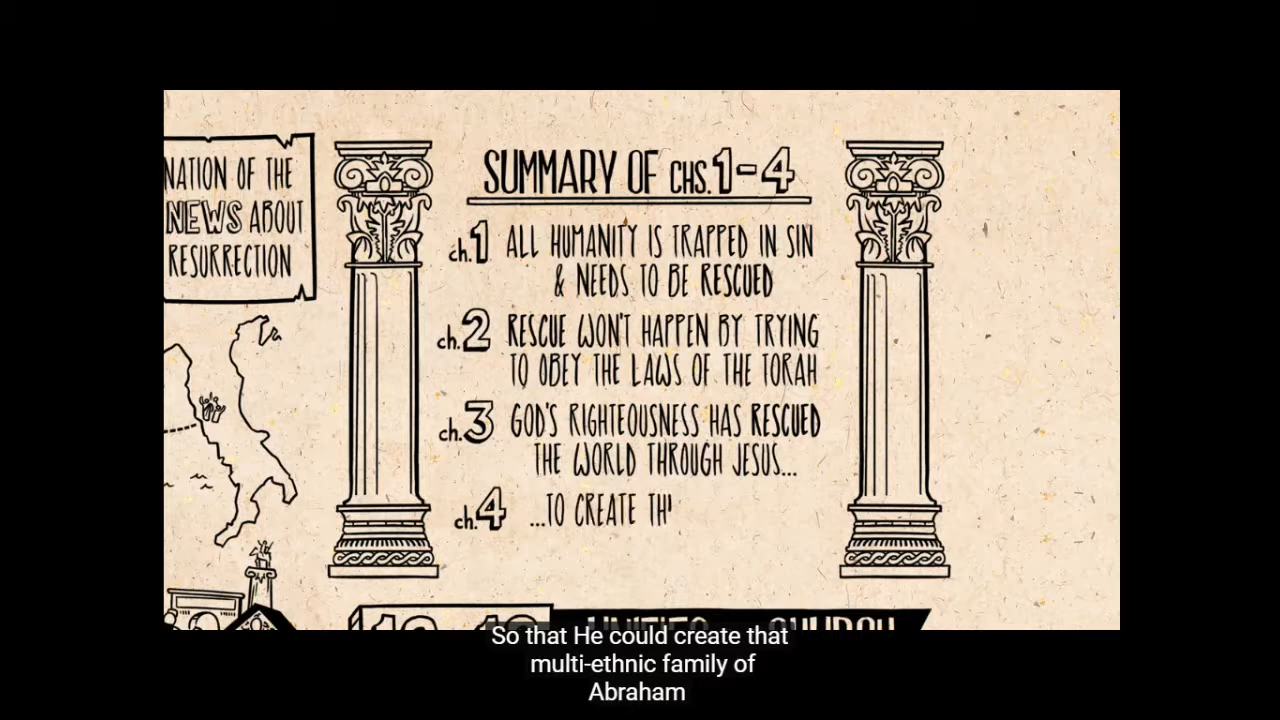 NATION OF THE
NEWS ABOUT
RESURRECTION
SUMMARY OF CHS. 1-4
ch. 1 ALL HUMANITY IS TRAPPED IN SIN
& NEEDS TO BE RESCUED
ch. 2 RESCUE WON'T HAPPEN BY TRYING
TO OBEY THE LAWS OF THE TORAH
ch. 3 GOD'S RIGHTEOUSNESS HAS RESCUED
THE WORLD THROUGH JESUS...
ch. 4 ...TO CREATE TH
So that He could create that
multi-ethnic family of
Abraham